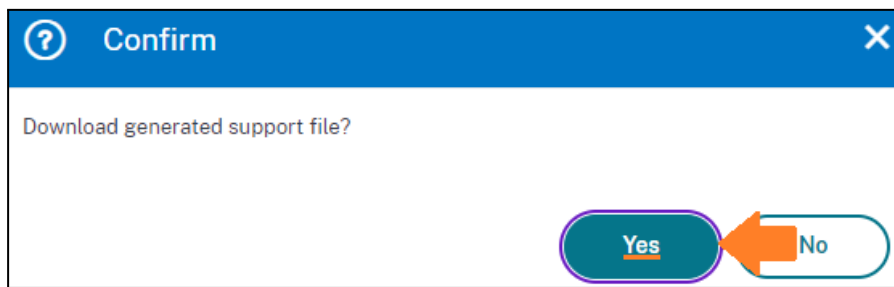 Confirm
Download generated support file?
Yes
No